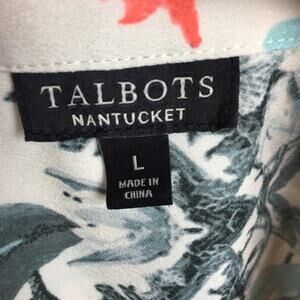 TALBOTS
NANTUCKET
L
MADE IN
CHINA